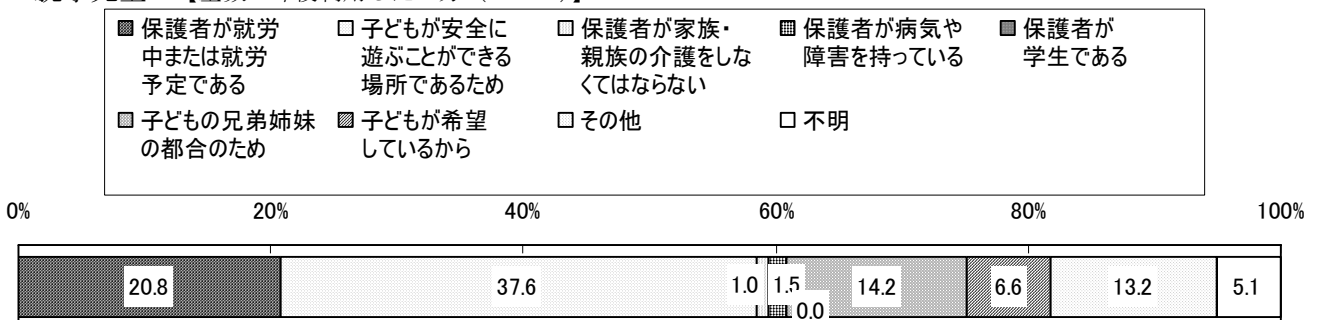 保護者が就労
中または就労
予定である
子どもが安全に
遊ぶことができる
場所であるため
保護者が家族・
親族の介護をしな
くてはならない
保護者が病気や
障害を持っている
保護者が
学生である
子どもの兄弟姉妹
の都合のため
子どもが希望
しているから
その他
不明
0% 20% 40% 60% 80% 100%
20.8 37.6 1.0 1.5 0.0 14.2 6.6 13.2 5.1